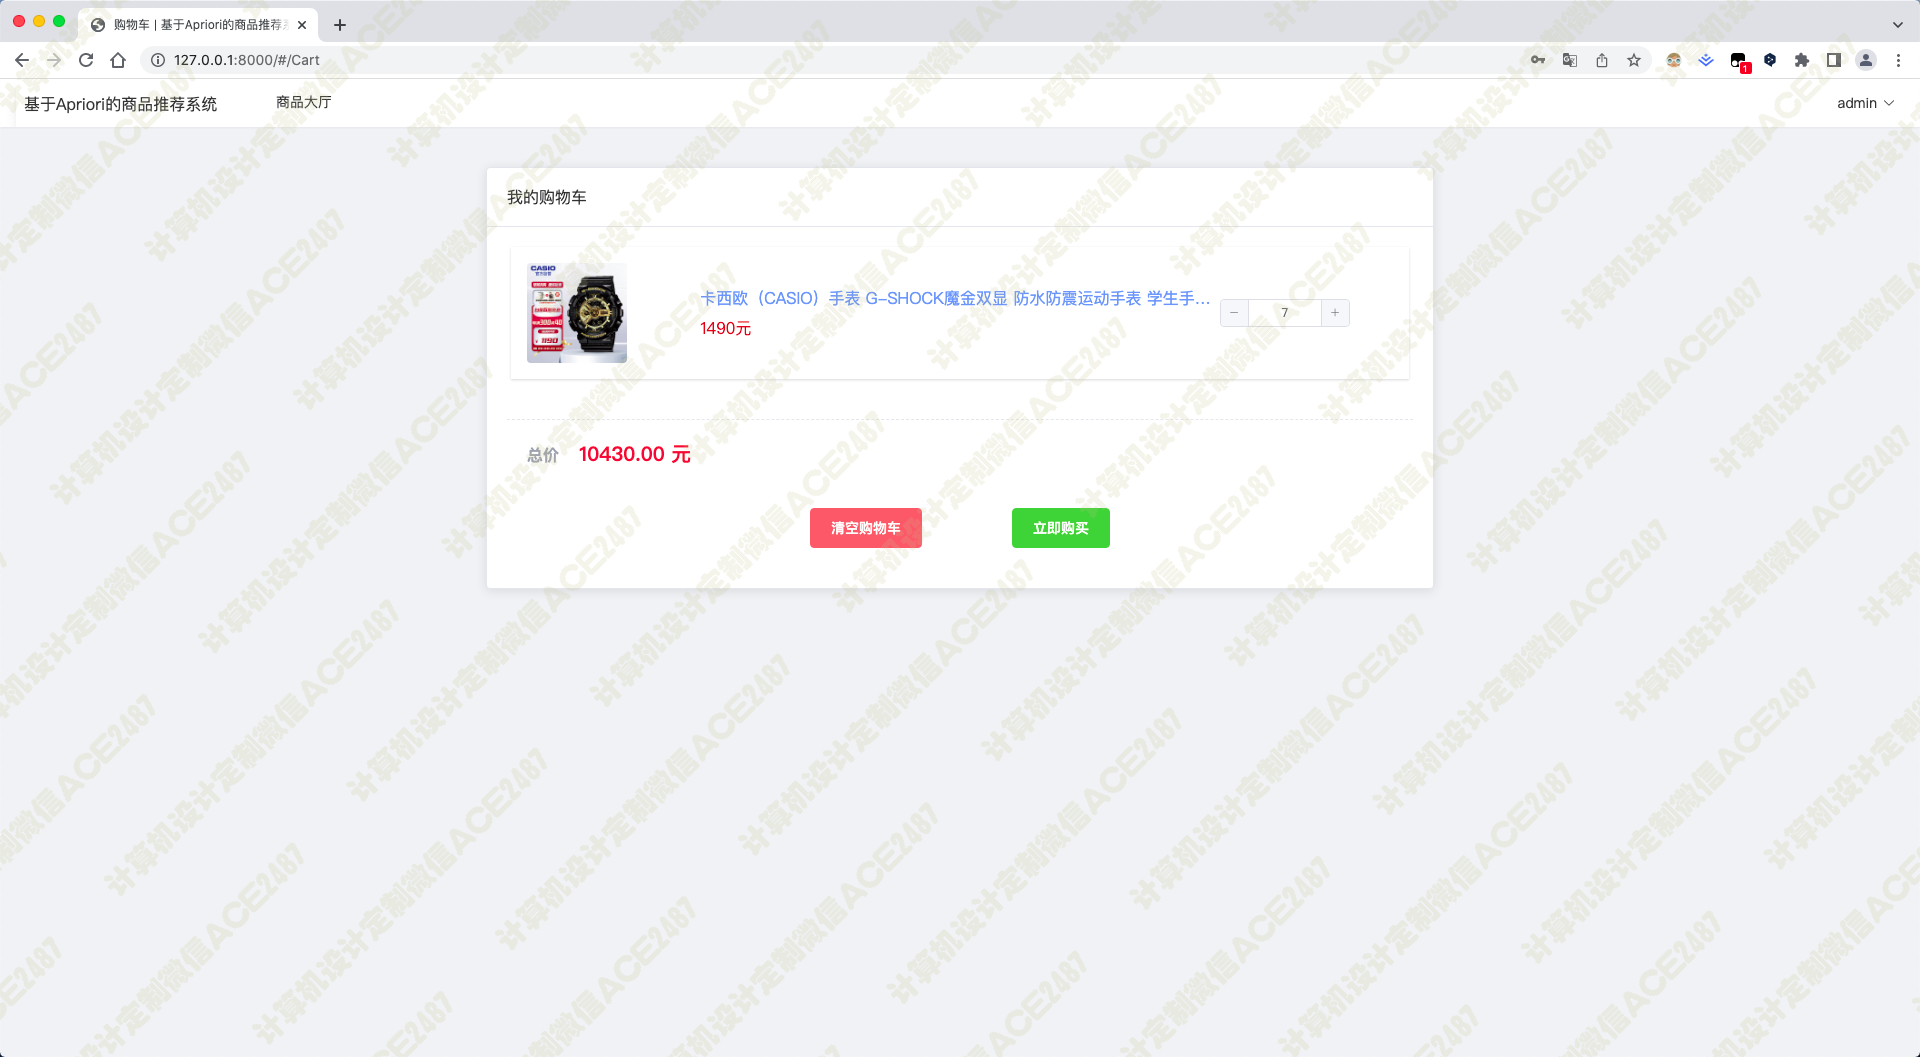 购物车 | 基于Apriori的商品推荐系
127.0.0.1:8000/#/Cart
1
基于Apriori的商品推荐系统
商品大厅
admin
我的购物车
CASIO
卡西欧（CASIO）手表 G-SHOCK魔金双显 防水防震运动手表 学生手...
1490元
7
1190
总价 10430.00 元
清空购物车
立即购买
计算机设计定制微信ACE2487